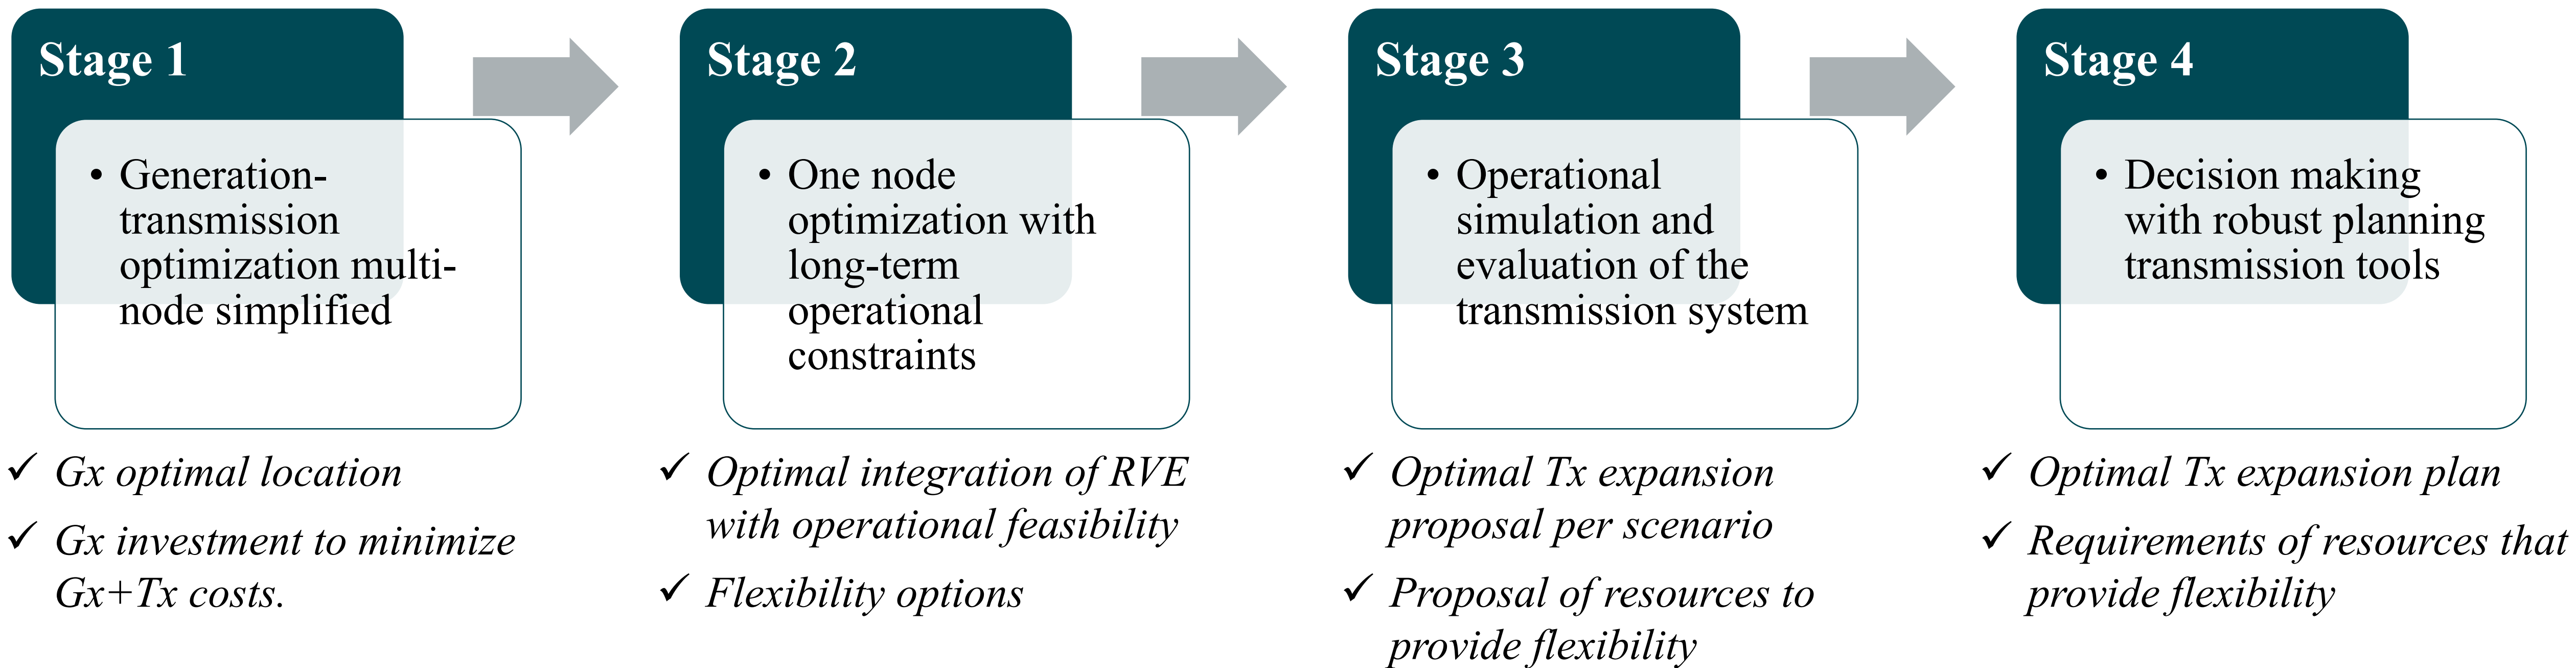 Stage 1
• Generation-
transmission
optimization multi-
node simplified
✓ Gx optimal location
✓ Gx investment to minimize
Gx+Tx costs.
Stage 2
• One node
optimization with
long-term
operational
constraints
✓ Optimal integration of RVE
with operational feasibility
✓ Flexibility options
Stage 3
• Operational
simulation and
evaluation of the
transmission system
✓ Optimal Tx expansion
proposal per scenario
✓ Proposal of resources to
provide flexibility
Stage 4
• Decision making
with robust planning
transmission tools
✓ Optimal Tx expansion plan
✓ Requirements of resources that
provide flexibility